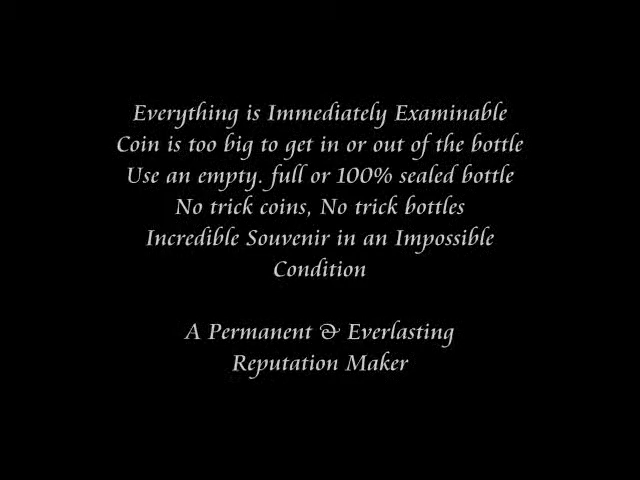 Everything is Immediately Examinable
Coin is too big to get in or out of the bottle
Use an empty. full or 100% sealed bottle
No trick coins, No trick bottles
Incredible Souvenir in an Impossible
Condition
A Permanent & Everlasting
Reputation Maker